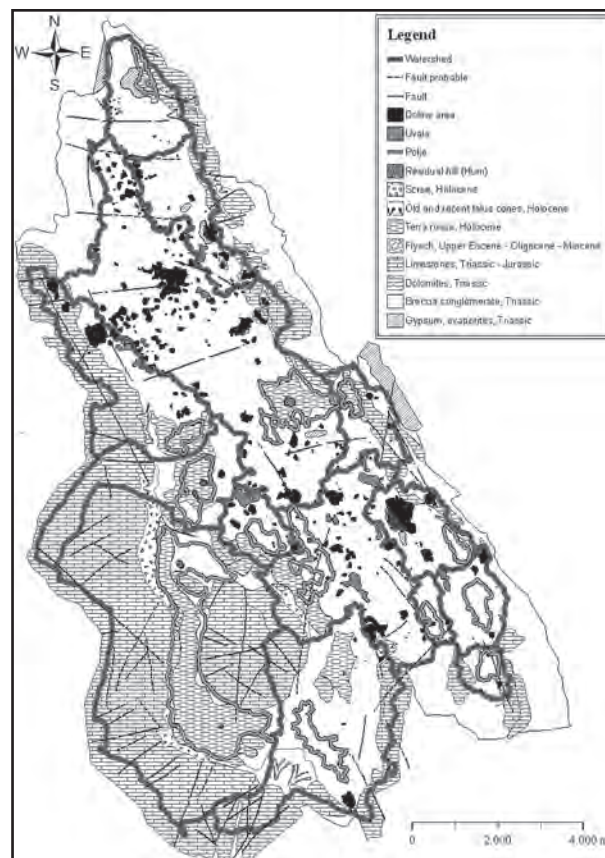 N
W E
S
Legend
Watershed
Fault probable
Fault
Doline area
Uvala
Polje
Residual hill (Hum)
Scree, Holocene
Old and recent talus cones, Holocene
Terra rossa, Holocene
Flysch, Upper Eocene - Oligocene - Miocene
Limestones, Triassic - Jurassic
Dolomites, Triassic
Breccia conglomerate, Triassic
Gypsum, evaporites, Triassic
0 2 000 4 000 m